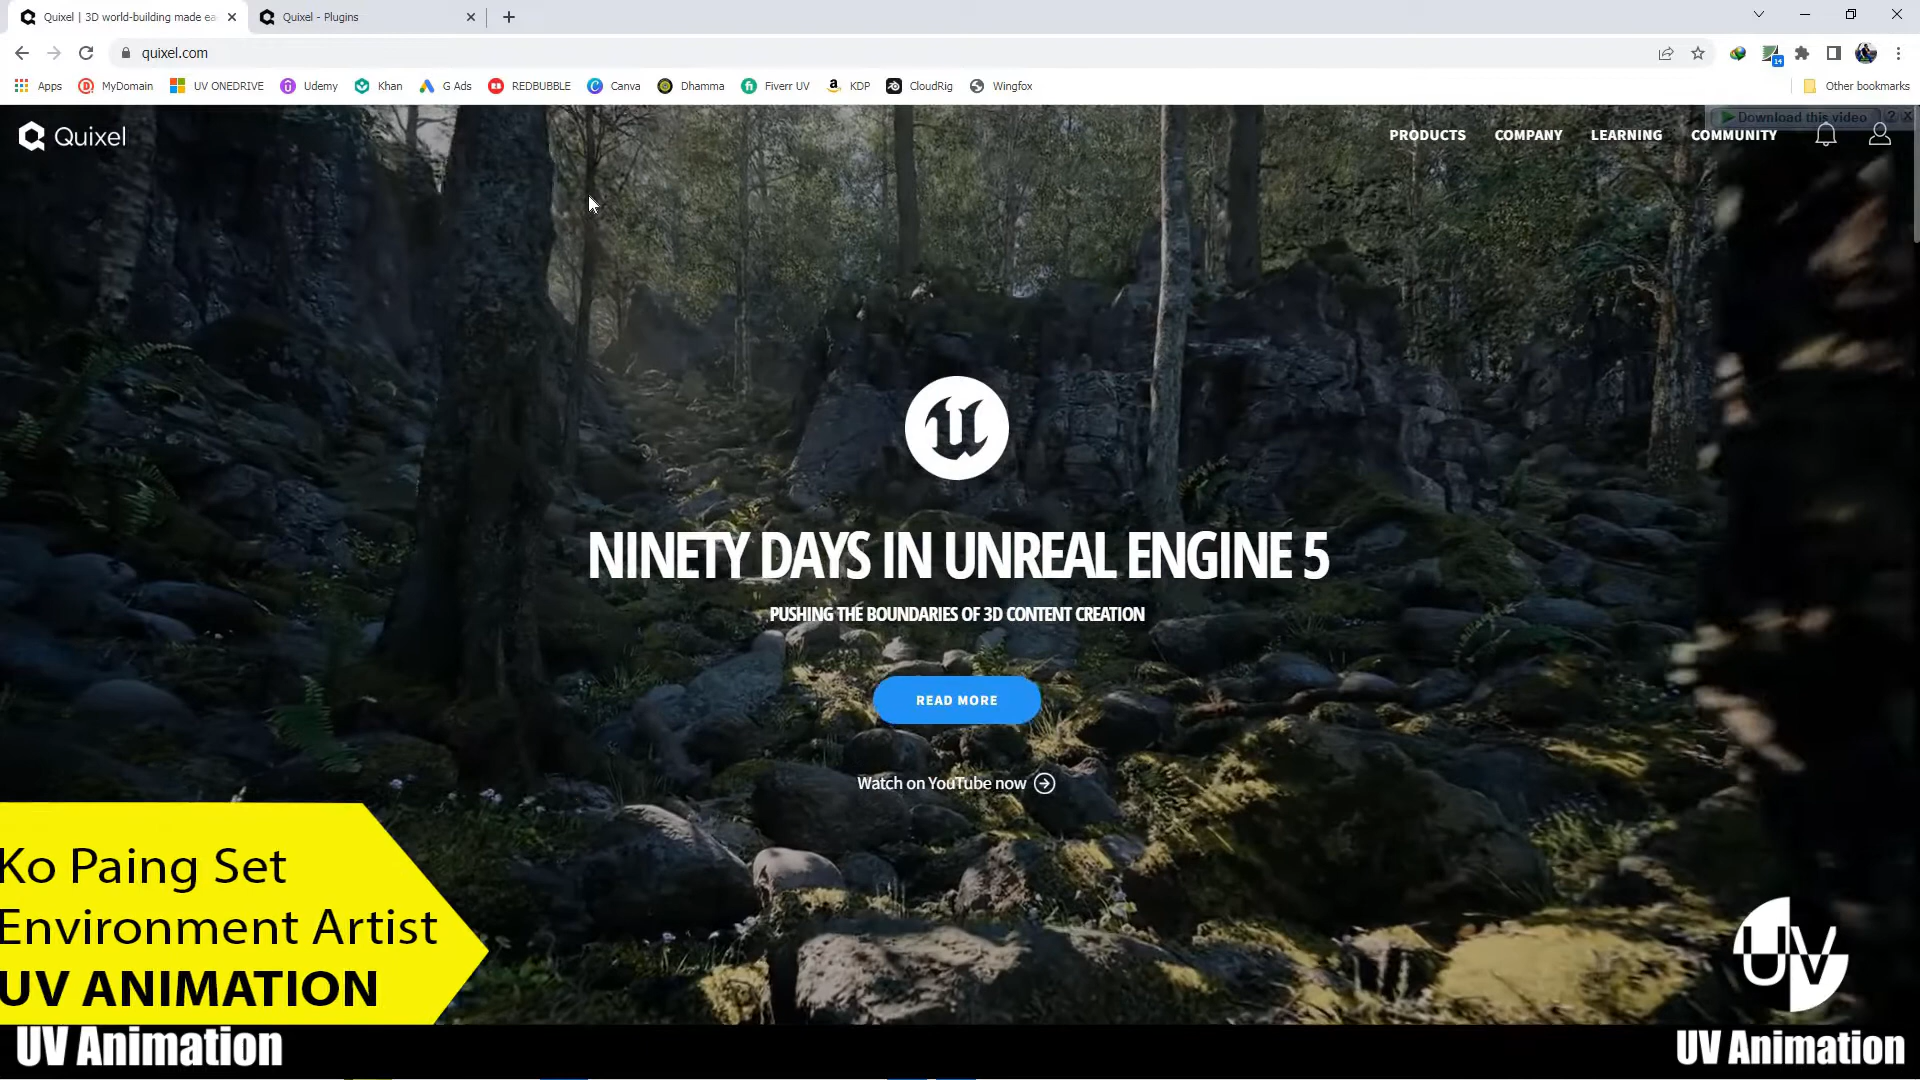 Quixel | 3D world-building made ea
Quixel - Plugins
quixel.com
Apps
MyDomain
UV ONEDRIVE
Udemy
Khan
G Ads
REDBUBBLE
Canva
Dhamma
Fiverr UV
KDP
CloudRig
Wingfox
Other bookmarks
14
Quixel
PRODUCTS
COMPANY
LEARNING
COMMUNITY
Download this video ?
NINETY DAYS IN UNREAL ENGINE 5
PUSHING THE BOUNDARIES OF 3D CONTENT CREATION
READ MORE
Watch on YouTube now
Ko Paing Set
Environment Artist
UV ANIMATION
UV Animation
UV
UV Animation